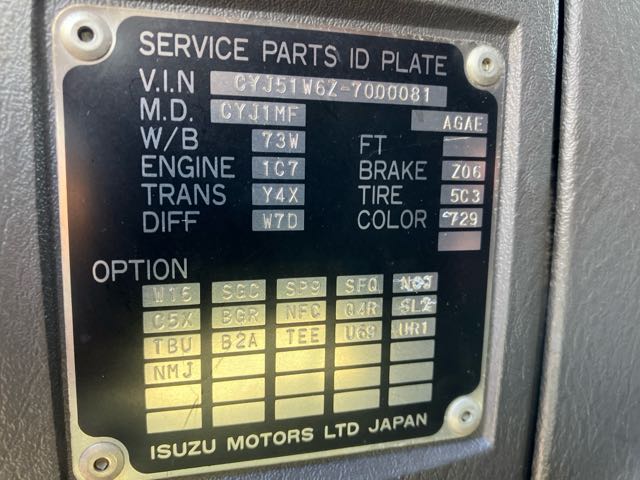 SERVICE PARTS ID PLATE
V.I.N CYJ51W6Z-7000081
M.D. CYJ1MF AGAE
W/B 73W FT
ENGINE 1C7 BRAKE Z06
TRANS Y4X TIRE 5C3
DIFF W7D COLOR 729
OPTION
W16 SGC SP9 SFQ
C5X BGR NFC Q4R SLZ
TBU B2A TEE U69 UR1
NMJ
ISUZU MOTORS LTD JAPAN